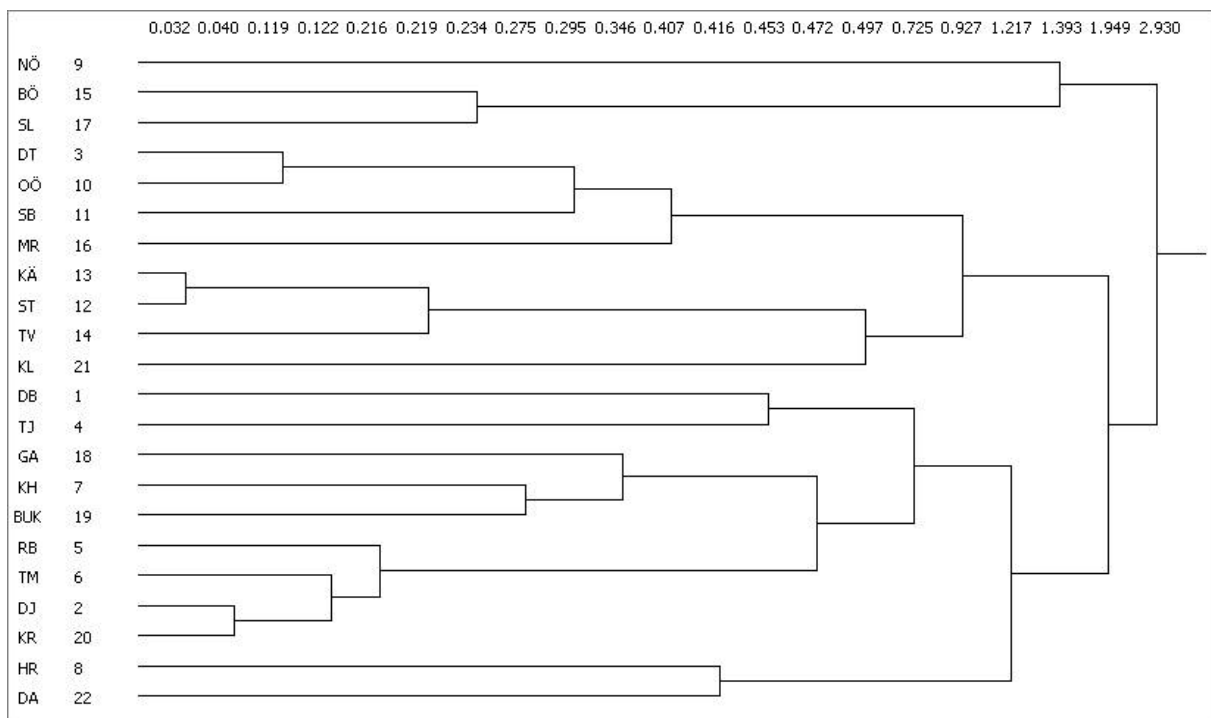 0.032 0.040 0.119 0.122 0.216 0.219 0.234 0.275 0.295 0.346 0.407 0.416 0.453 0.472 0.497 0.725 0.927 1.217 1.393 1.949 2.930
NÖ 9
BÖ 15
SL 17
DT 3
OÖ 10
SB 11
MR 16
KÄ 13
ST 12
TV 14
KL 21
DB 1
TJ 4
GA 18
KH 7
BUK 19
RB 5
TM 6
DJ 2
KR 20
HR 8
DA 22